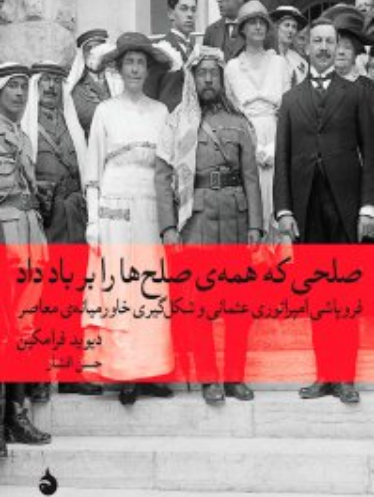 صلحی که همه‌ی صلح‌ها را بر باد داد
فروپاشی امپراتوری عثمانی و شکل‌گیری خاورمیانه‌ی معاصر
دیوید فرامکین
حسن افشار